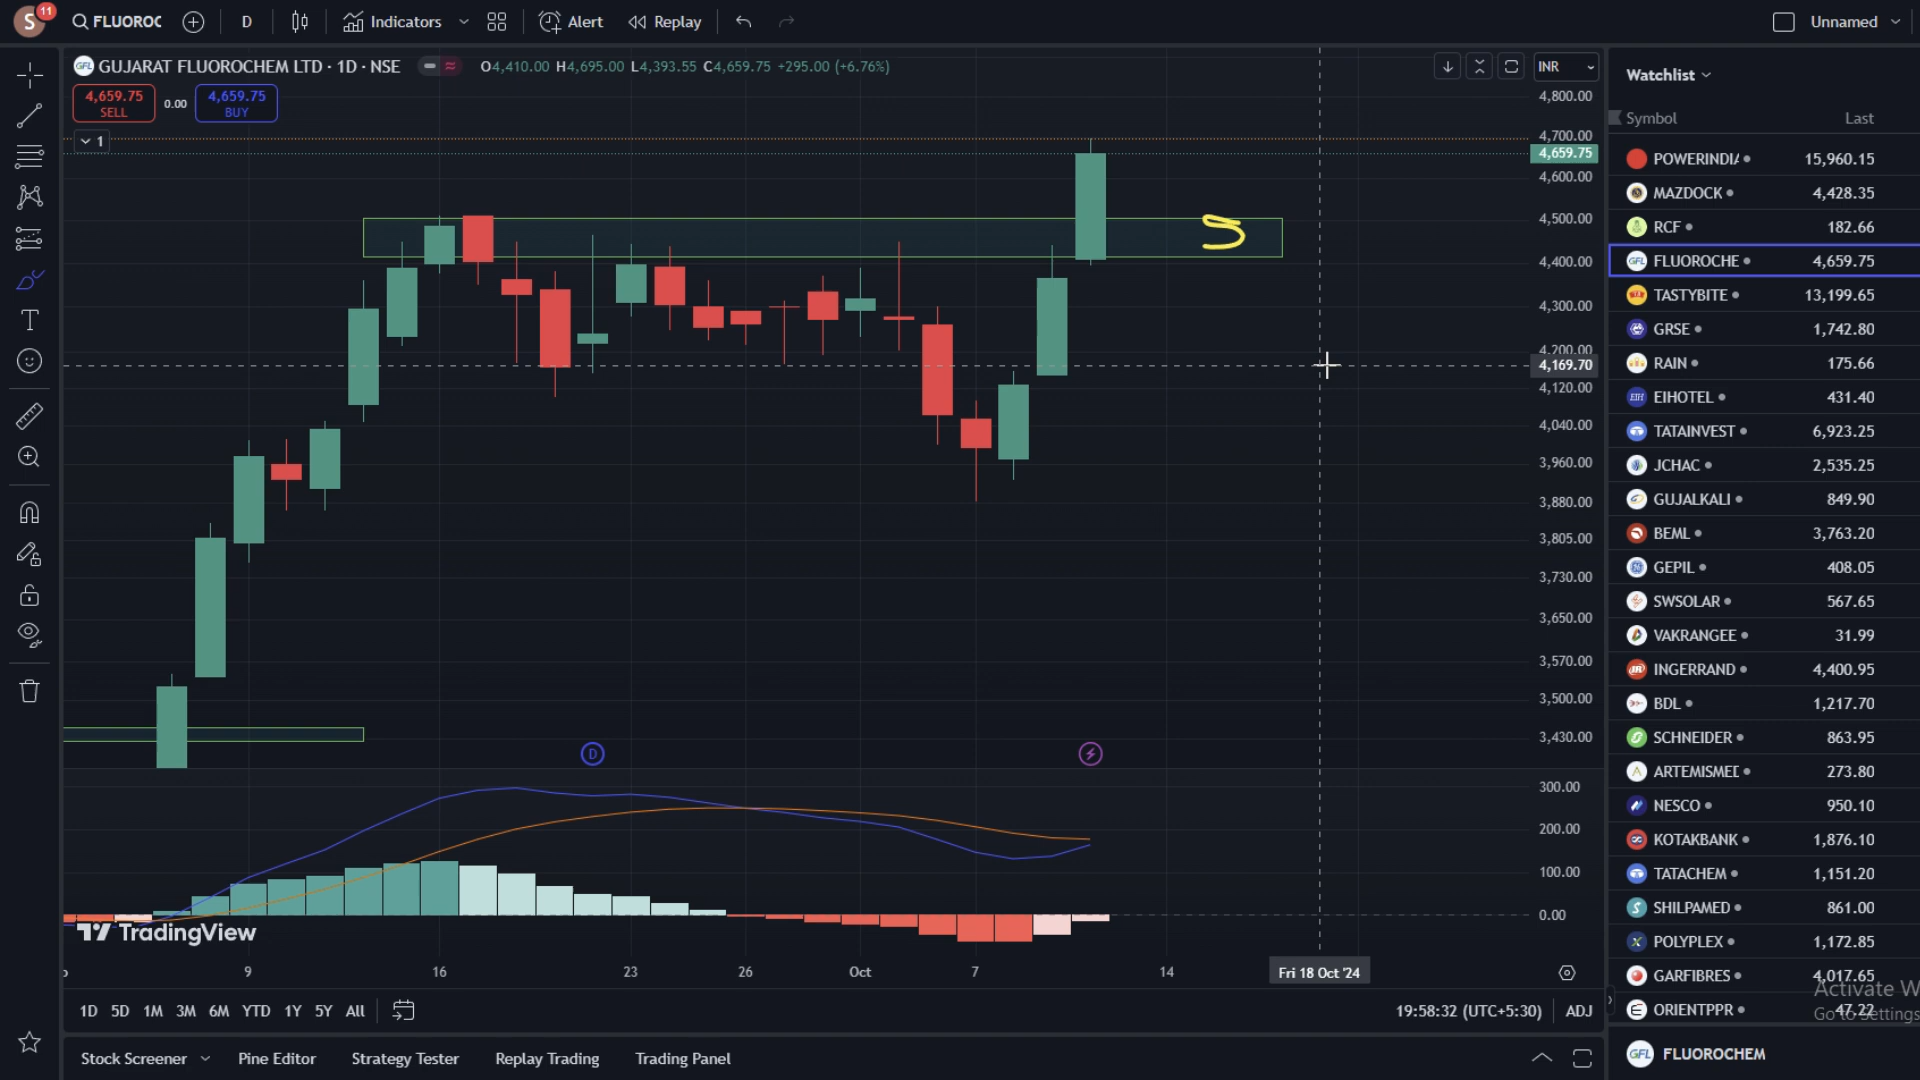 S 11 FLUOROC D Indicators Alert Replay Unnamed
GUJARAT FLUOROCHEM LTD · 1D · NSE O4,410.00 H4,695.00 L4,393.55 C4,659.75 +295.00 (+6.76%) INR
4,659.75 SELL 0.00 4,659.75 BUY
1
4,800.00
4,700.00
4,659.75
4,600.00
4,500.00
4,400.00
4,300.00
4,200.00
4,169.70
4,120.00
4,040.00
3,960.00
3,880.00
3,805.00
3,730.00
3,650.00
3,570.00
3,500.00
3,430.00
D
300.00
200.00
100.00
0.00
TradingView
9 16 23 26 Oct 7 14 Fri 18 Oct '24
1D 5D 1M 3M 6M YTD 1Y 5Y All 19:58:32 (UTC+5:30) ADJ
Stock Screener Pine Editor Strategy Tester Replay Trading Trading Panel
Watchlist
Symbol Last
POWERINDIA 15,960.15
MAZDOCK 4,428.35
RCF 182.66
FLUOROCHE 4,659.75
TASTYBITE 13,199.65
GRSE 1,742.80
RAIN 175.66
EIHOTEL 431.40
TATAINVEST 6,923.25
JCHAC 2,535.25
GUJALKALI 849.90
BEML 3,763.20
GEPIL 408.05
SWSOLAR 567.65
VAKRANGEE 31.99
INGERRAND 4,400.95
BDL 1,217.70
SCHNEIDER 863.95
ARTEMISMED 273.80
NESCO 950.10
KOTAKBANK 1,876.10
TATACHEM 1,151.20
SHILPAMED 861.00
POLYPLEX 1,172.85
GARFIBRES 4,017.65
Activate W
ORIENTPPR 47.22
Go to Settings
GFL FLUOROCHEM